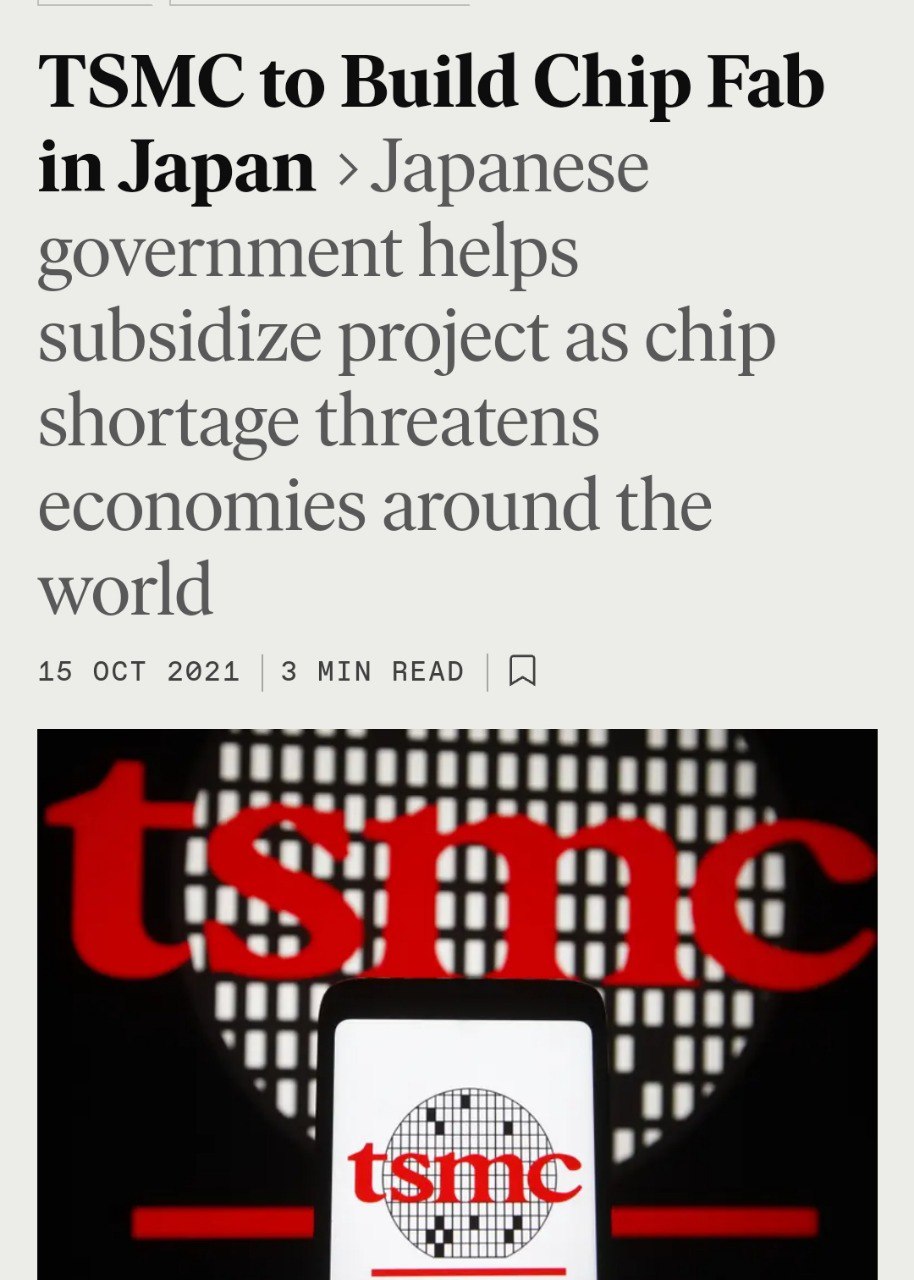 TSMC to Build Chip Fab
in Japan › Japanese
government helps
subsidize project as chip
shortage threatens
economies around the
world
15 OCT 2021 | 3 MIN READ |
tsmc
tsmc